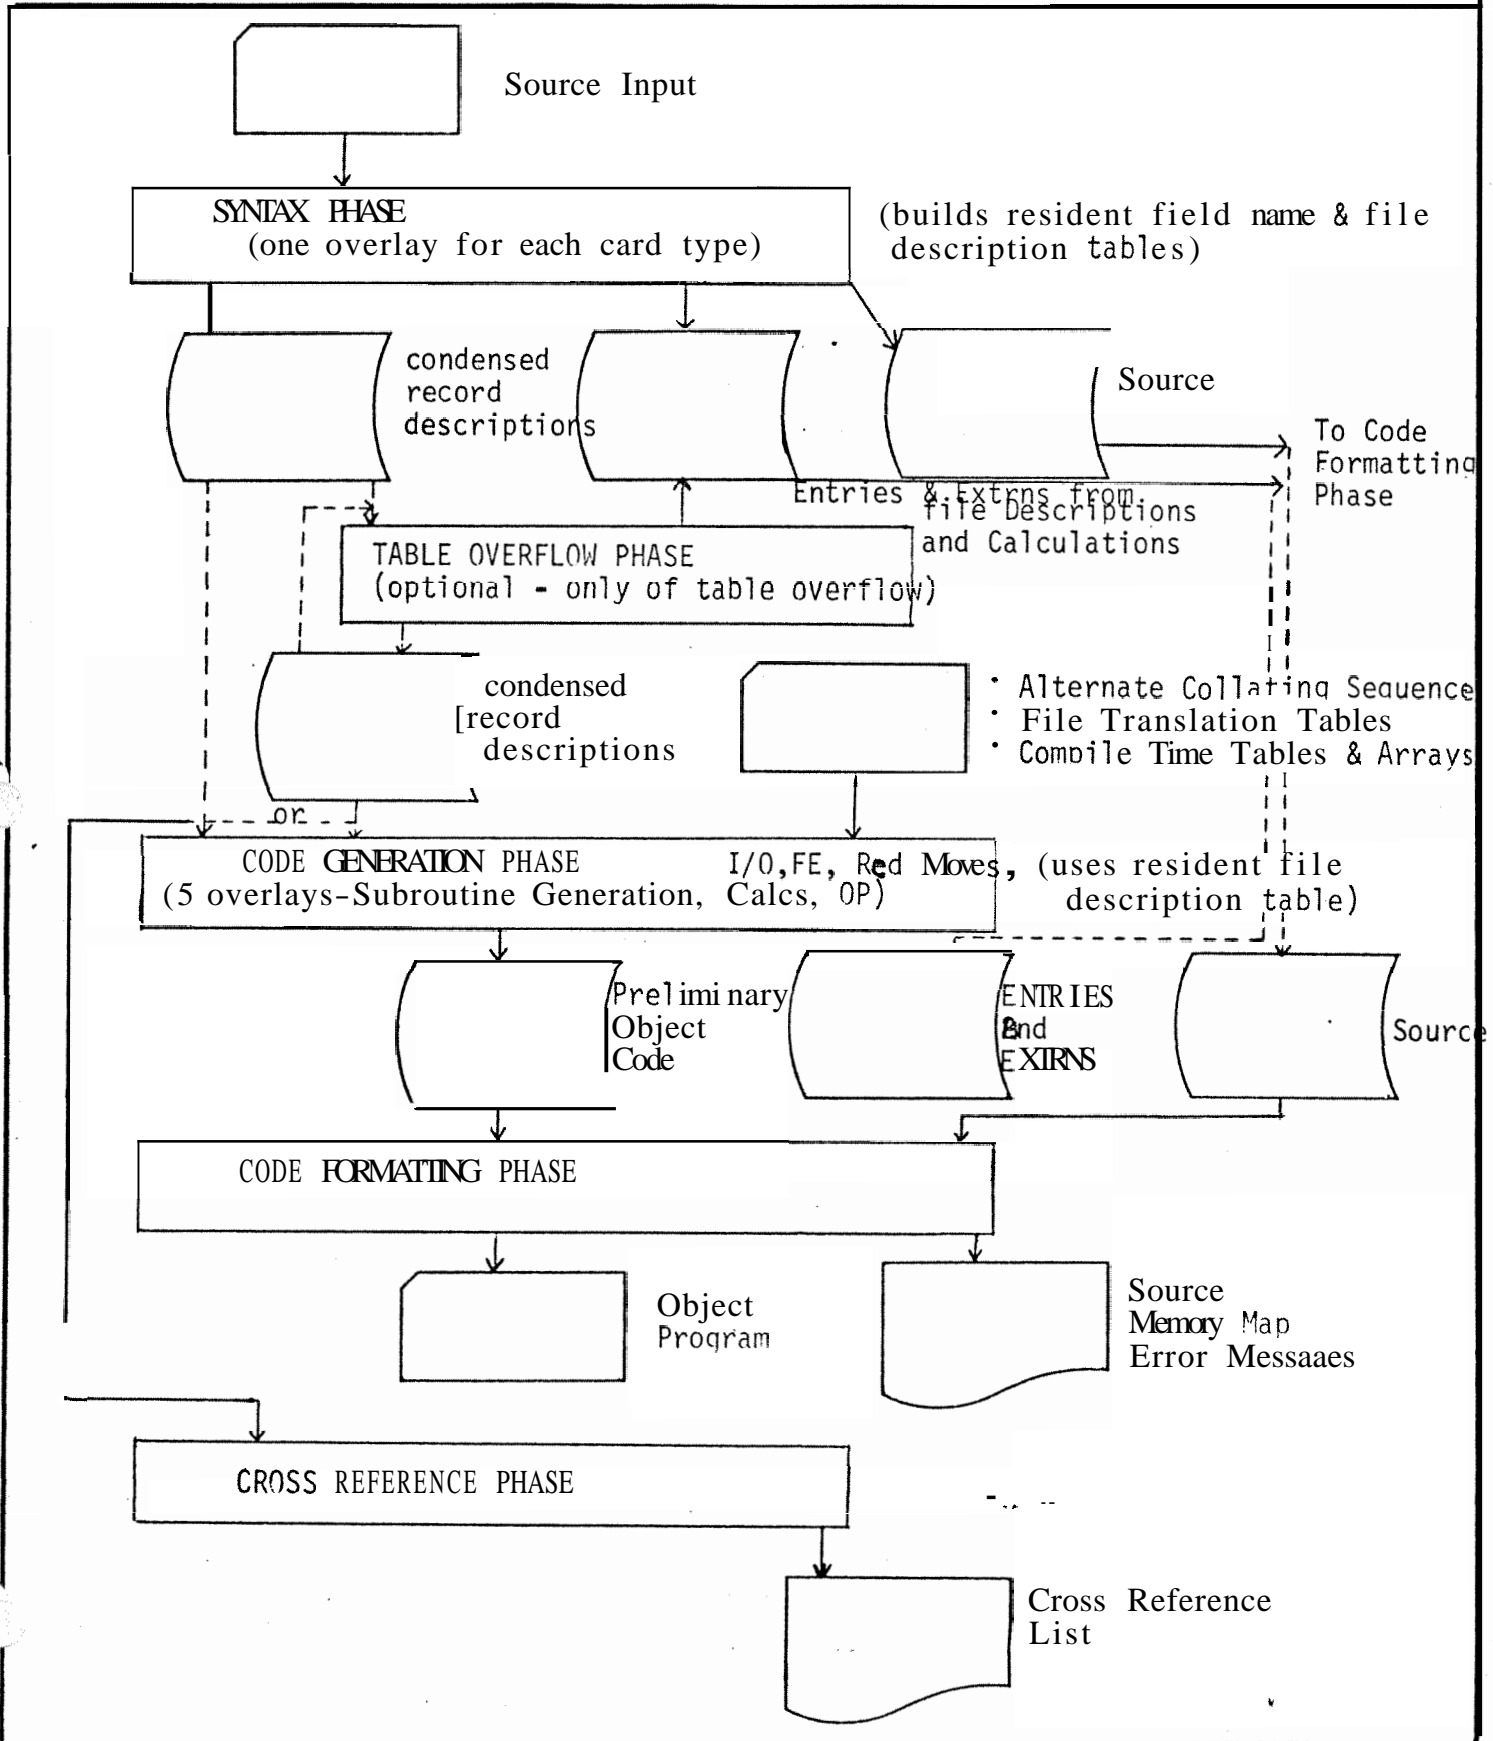 Source Input
SYNTAX PHASE
(one overlay for each card type)
(builds resident field name & file
description tables)
condensed
record
descriptions
Source
To Code
Formatting
Phase
Entries & Extrns from
file Descriptions
and Calculations
TABLE OVERFLOW PHASE
(optional - only of table overflow)
condensed
[record
descriptions
· Alternate Collating Sequence
· File Translation Tables
· Compile Time Tables & Arrays
or
CODE GENERATION PHASE I/O,FE, Red Moves, (uses resident file
(5 overlays-Subroutine Generation, Calcs, OP) description table)
Preliminary
Object
Code
ENTRIES
and
EXTRNS
Source
CODE FORMATTING PHASE
Object
Program
Source
Memory Map
Error Messaaes
CROSS REFERENCE PHASE
Cross Reference
List